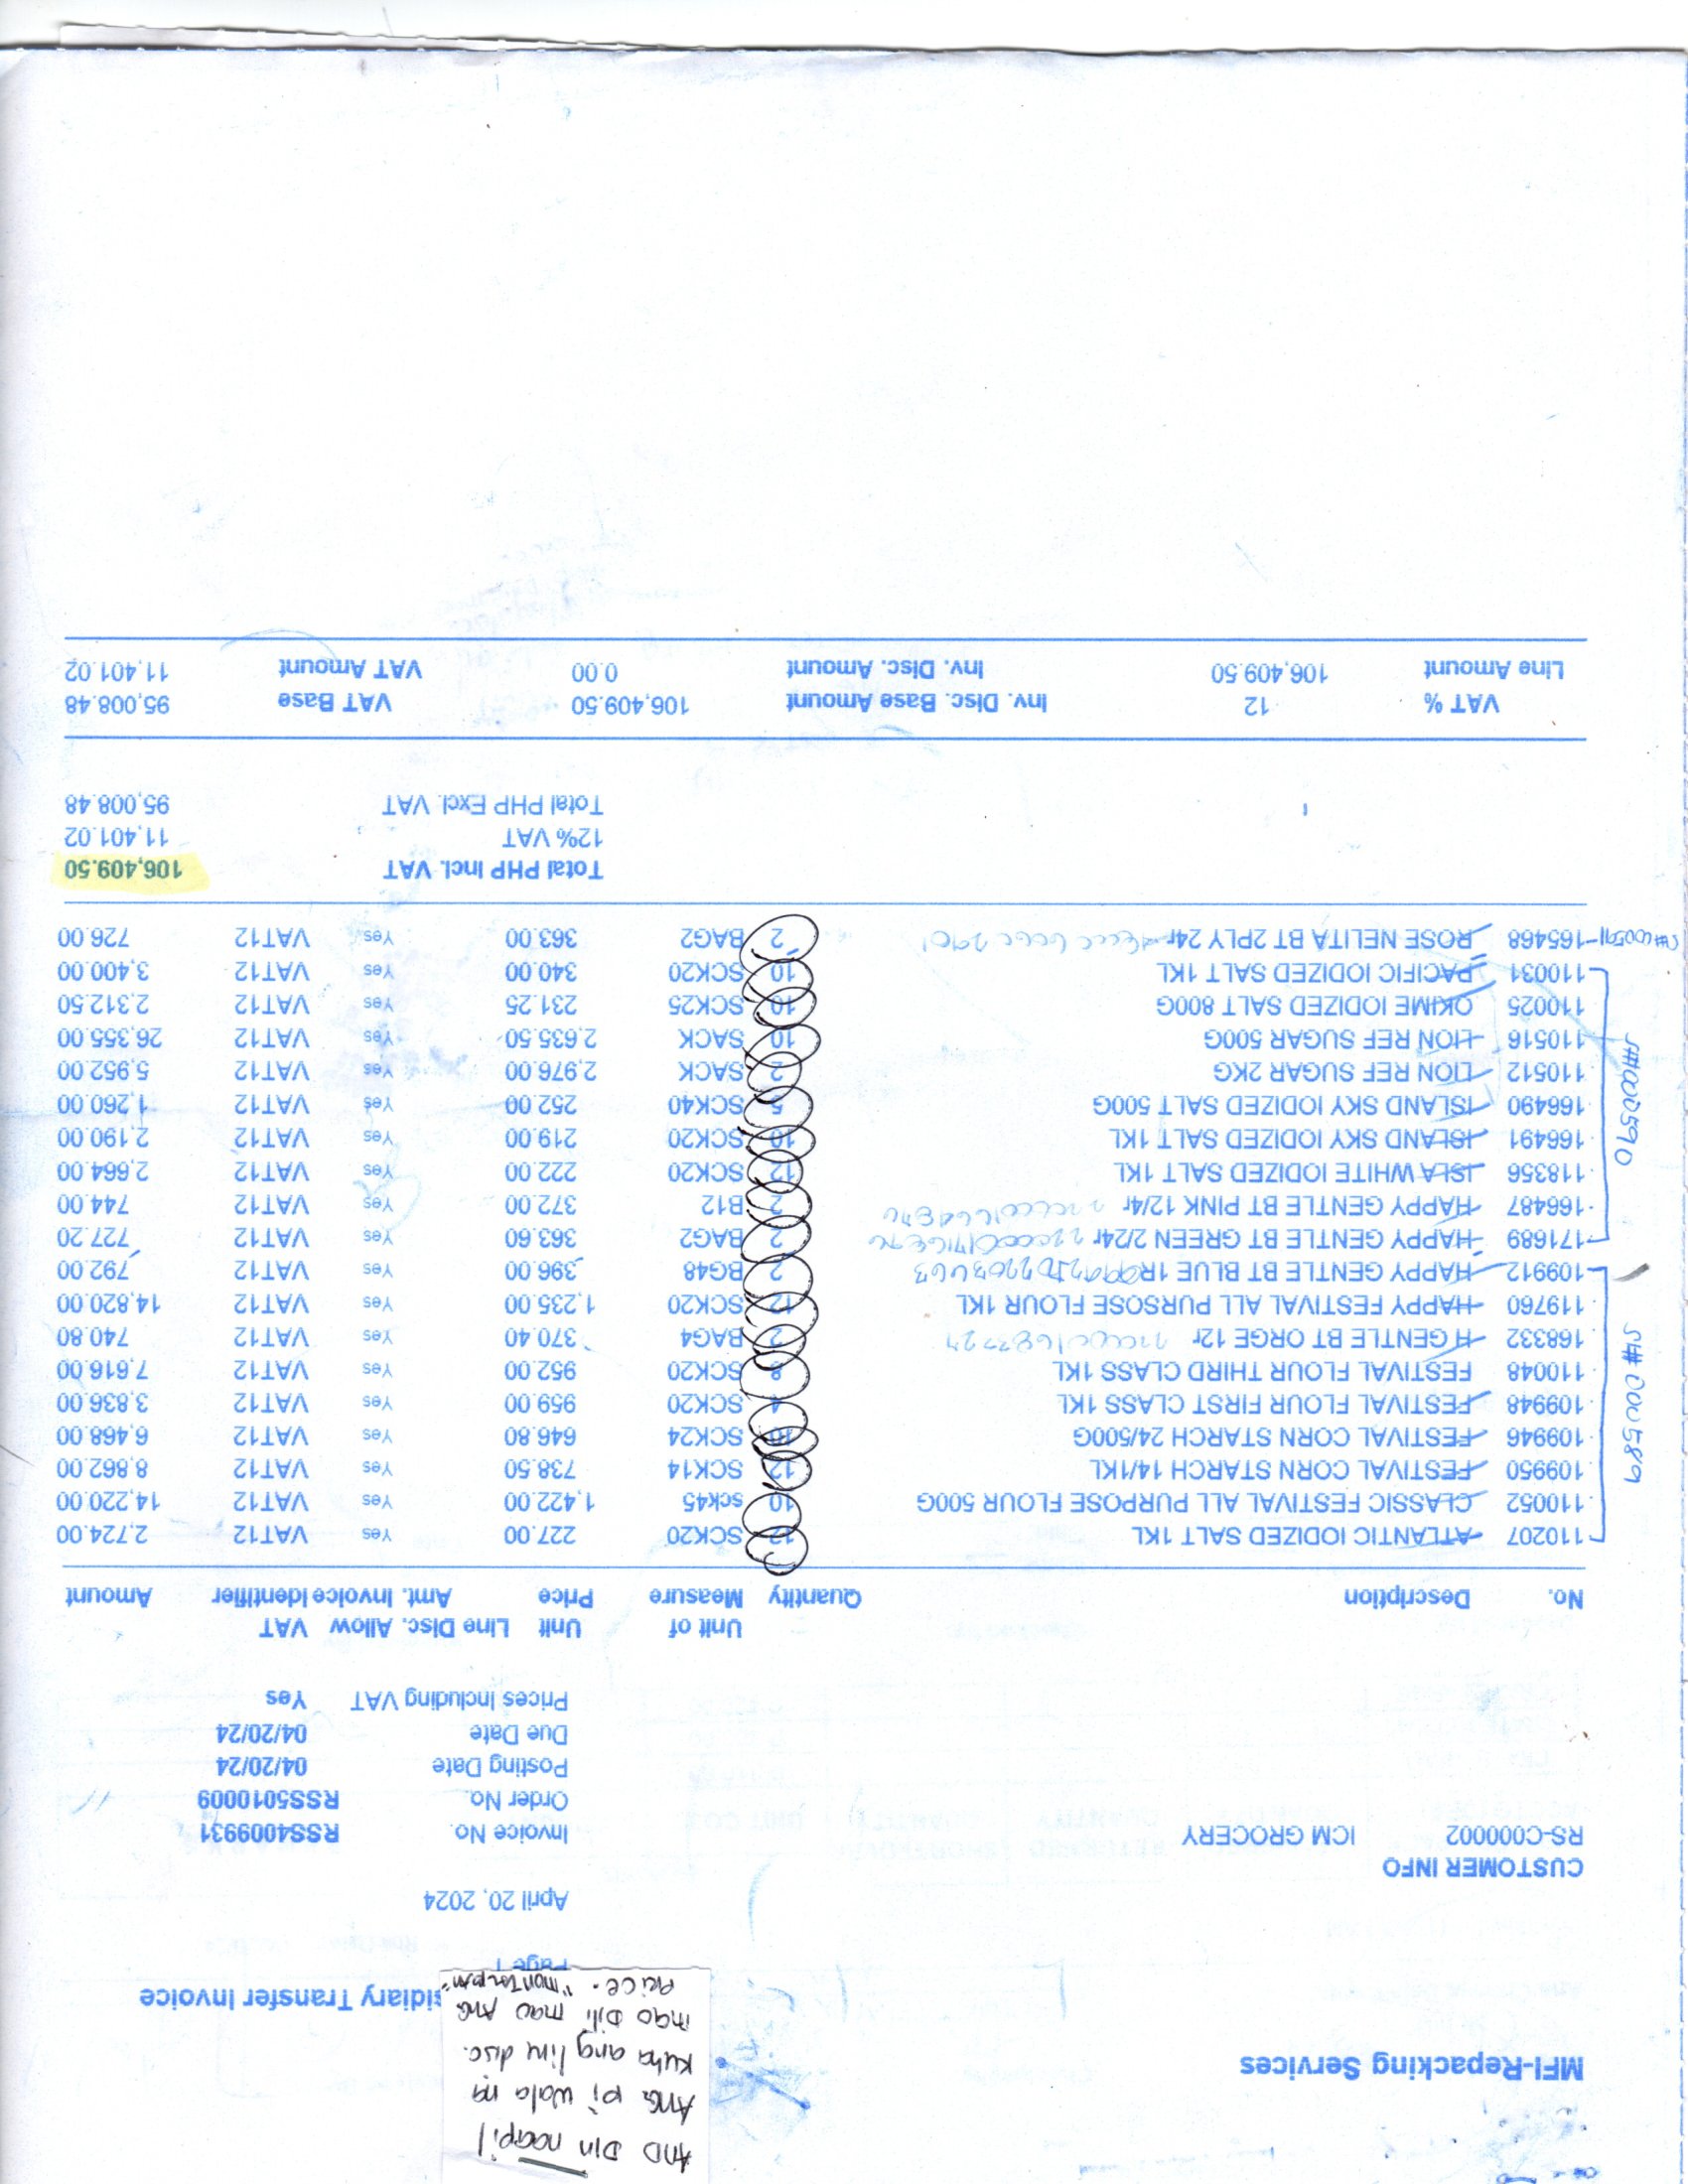 AND DIN naapil
ANG pi wala ng
kuha ang line disc.
mao DILI mao ANG
PRICE.
MFI-Repacking Services
sidiary Transfer Invoice
Page 1
April 20, 2024
CUSTOMER INFO
RS-C000002 ICM GROCERY
Invoice No. RSS4009931
Order No. RSS5010009
Posting Date 04/20/24
Due Date 04/20/24
Prices Including VAT Yes
No. Description Quantity Unit of Measure Unit Price Line Disc. Amt. Allow Invoice VAT Identifier Amount
110207 ATLANTIC IODIZED SALT 1KL 12 SCK20 227.00 Yes VAT12 2,724.00
110052 CLASSIC FESTIVAL ALL PURPOSE FLOUR 500G 10 sck45 1,422.00 Yes VAT12 14,220.00
109950 FESTIVAL CORN STARCH 14/1KL 12 SCK14 738.50 Yes VAT12 8,862.00
109946 FESTIVAL CORN STARCH 24/500G 10 SCK24 646.80 Yes VAT12 6,468.00
109948 FESTIVAL FLOUR FIRST CLASS 1KL 4 SCK20 959.00 Yes VAT12 3,836.00
110048 FESTIVAL FLOUR THIRD CLASS 1KL 8 SCK20 952.00 Yes VAT12 7,616.00
168332 H GENTLE BT ORGE 12r 2 BAG4 370.40 Yes VAT12 740.80
119760 HAPPY FESTIVAL ALL PURSOSE FLOUR 1KL 12 SCK20 1,235.00 Yes VAT12 14,820.00
109912 HAPPY GENTLE BT BLUE 1R 2 BG48 396.00 Yes VAT12 792.00
SI# 000589
171689 HAPPY GENTLE BT GREEN 2/24r 2 BAG2 363.60 Yes VAT12 727.20
166487 HAPPY GENTLE BT PINK 12/4r 2 B12 372.00 Yes VAT12 744.00
118356 ISLA WHITE IODIZED SALT 1KL 12 SCK20 222.00 Yes VAT12 2,664.00
166491 ISLAND SKY IODIZED SALT 1KL 10 SCK20 219.00 Yes VAT12 2,190.00
166490 ISLAND SKY IODIZED SALT 500G 5 SCK40 252.00 Yes VAT12 1,260.00
110512 LION REF SUGAR 2KG 2 SACK 2,976.00 Yes VAT12 5,952.00
110516 LION REF SUGAR 500G 10 SACK 2,635.50 Yes VAT12 26,355.00
110025 OKIME IODIZED SALT 800G 10 SCK25 231.25 Yes VAT12 2,312.50
110031 PACIFIC IODIZED SALT 1KL 10 SCK20 340.00 Yes VAT12 3,400.00
SI#000590
165468 ROSE NELITA BT 2PLY 24r 2 BAG2 363.00 Yes VAT12 726.00
Total PHP Incl. VAT 106,409.50
12% VAT 11,401.02
Total PHP Excl. VAT 95,008.48
VAT % 12 Inv. Disc. Base Amount 106,409.50 VAT Base 95,008.48
Line Amount 106,409.50 Inv. Disc. Amount 0.00 VAT Amount 11,401.02